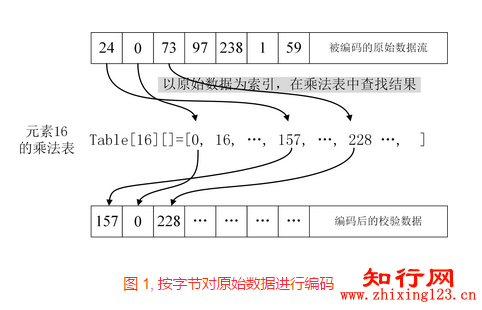 24 0 73 97 238 1 59 被编码的原始数据流
以原始数据为索引，在乘法表中查找结果
元素16
的乘法表
Table[16][]=[0, 16, …, 157, …, 228 …, ]
157 0 228 … … … … 编码后的校验数据
图 1, 按字节对原始数据进行编码
知行网
www.zhixing123.cn